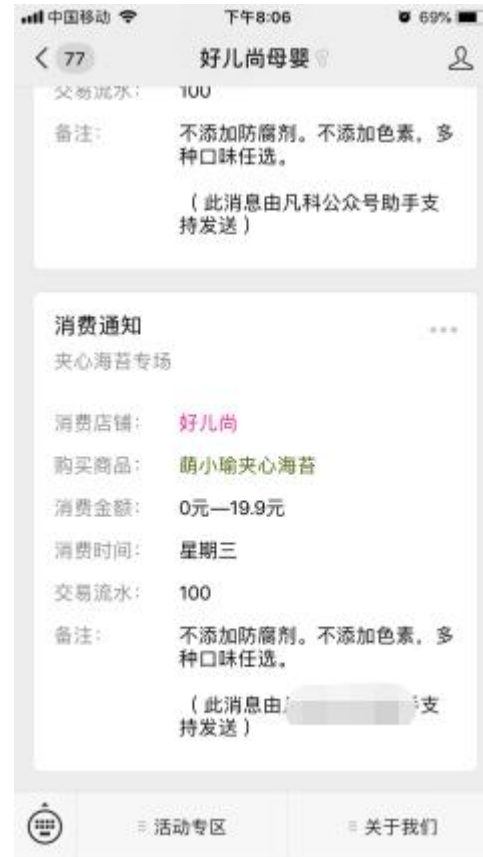 中国移动 下午8:06 69%
77 好儿尚母婴
交易流水: 100
备注: 不添加防腐剂。不添加色素,多
种口味任选。
(此消息由凡科公众号助手支
持发送)
消费通知
夹心海苔专场
消费店铺: 好儿尚
购买商品: 萌小瑜夹心海苔
消费金额: 0元—19.9元
消费时间: 星期三
交易流水: 100
备注: 不添加防腐剂。不添加色素,多
种口味任选。
(此消息由 支
持发送)
活动专区 关于我们